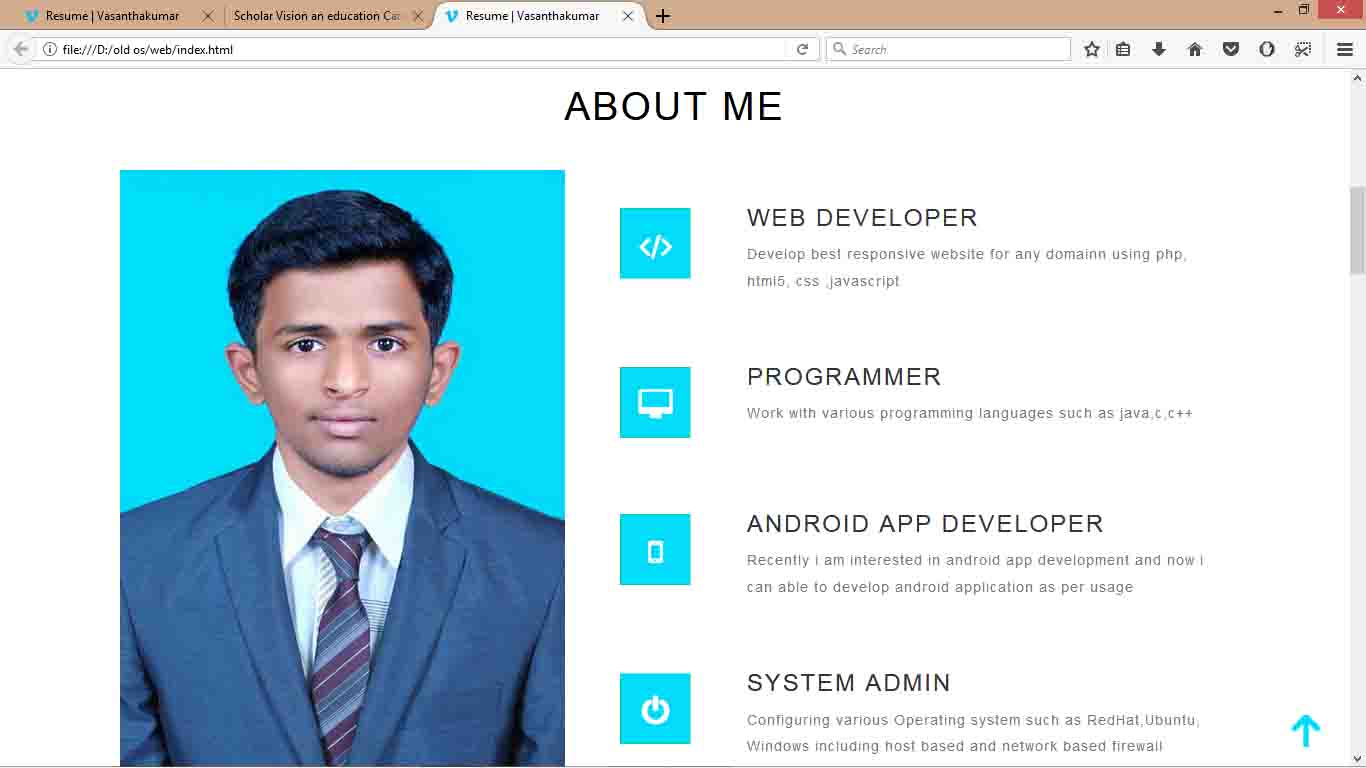 Resume | Vasanthakumar
Scholar Vision an education Ca
Resume | Vasanthakumar
file:///D:/old os/web/index.html
Search
ABOUT ME
WEB DEVELOPER
Develop best responsive website for any domainn using php,
html5, css ,javascript
PROGRAMMER
Work with various programming languages such as java,c,c++
ANDROID APP DEVELOPER
Recently i am interested in android app development and now i
can able to develop android application as per usage
SYSTEM ADMIN
Configuring various Operating system such as RedHat,Ubuntu,
Windows including host based and network based firewall